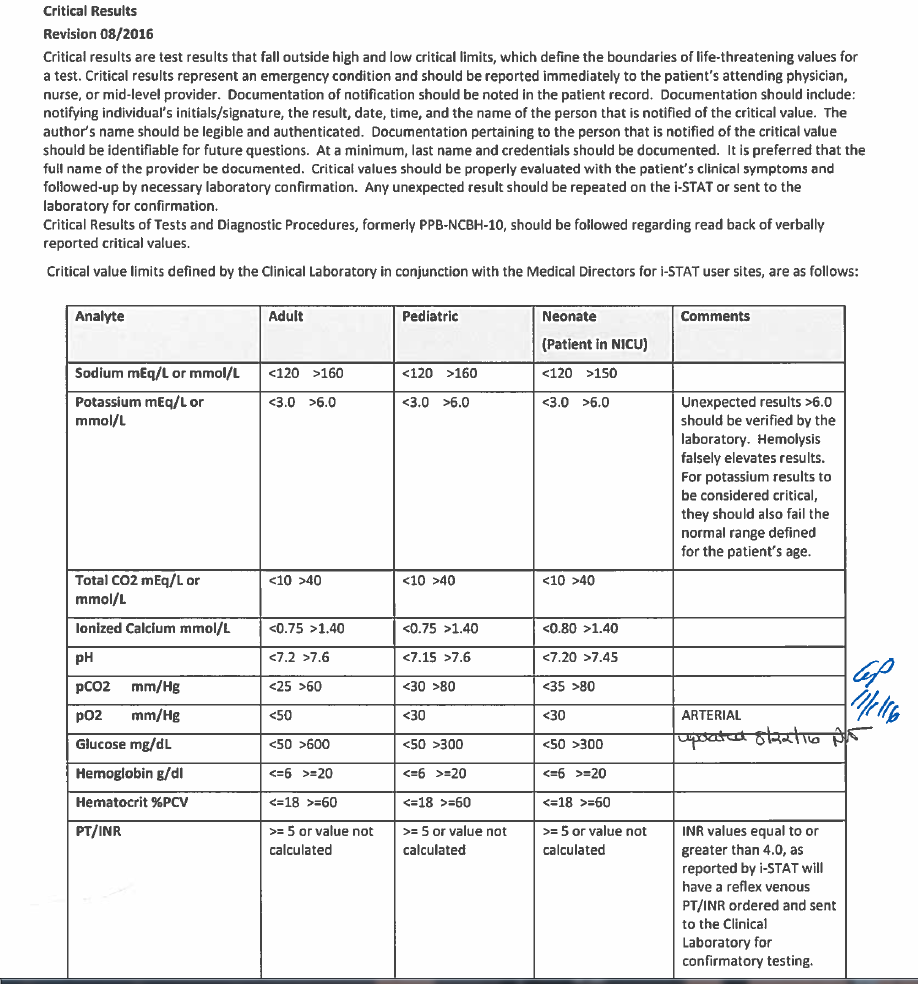 Critical Results
Revision 08/2016
Critical results are test results that fall outside high and low critical limits, which define the boundaries of life-threatening values for
a test. Critical results represent an emergency condition and should be reported immediately to the patient's attending physician,
nurse, or mid-level provider. Documentation of notification should be noted in the patient record. Documentation should include:
notifying individual's initials/signature, the result, date, time, and the name of the person that is notified of the critical value. The
author's name should be legible and authenticated. Documentation pertaining to the person that is notified of the critical value
should be identifiable for future questions. At a minimum, last name and credentials should be documented. It is preferred that the
full name of the provider be documented. Critical values should be properly evaluated with the patient's clinical symptoms and
followed-up by necessary laboratory confirmation. Any unexpected result should be repeated on the i-STAT or sent to the
laboratory for confirmation.
Critical Results of Tests and Diagnostic Procedures, formerly PPB-NCBH-10, should be followed regarding read back of verbally
reported critical values.
Critical value limits defined by the Clinical Laboratory in conjunction with the Medical Directors for i-STAT user sites, are as follows:
Analyte Adult Pediatric Neonate Comments
(Patient in NICU)
Sodium mEq/L or mmol/L <120 >160 <120 >160 <120 >150
Potassium mEq/L or <3.0 >6.0 <3.0 >6.0 <3.0 >6.0 Unexpected results >6.0
mmol/L should be verified by the
laboratory. Hemolysis
falsely elevates results.
For potassium results to
be considered critical,
they should also fail the
normal range defined
for the patient's age.
Total CO2 mEq/L or <10 >40 <10 >40 <10 >40
mmol/L
Ionized Calcium mmol/L <0.75 >1.40 <0.75 >1.40 <0.80 >1.40
pH <7.2 >7.6 <7.15 >7.6 <7.20 >7.45
pCO2 mm/Hg <25 >60 <30 >80 <35 >80
pO2 mm/Hg <50 <30 <30 ARTERIAL
Glucose mg/dL <50 >600 <50 >300 <50 >300 updated 8/22/16
Hemoglobin g/dl <=6 >=20 <=6 >=20 <=6 >=20
Hematocrit %PCV <=18 >=60 <=18 >=60 <=18 >=60
PT/INR >= 5 or value not >= 5 or value not >= 5 or value not INR values equal to or
calculated calculated calculated greater than 4.0, as
reported by i-STAT will
have a reflex venous
PT/INR ordered and sent
to the Clinical
Laboratory for
confirmatory testing.